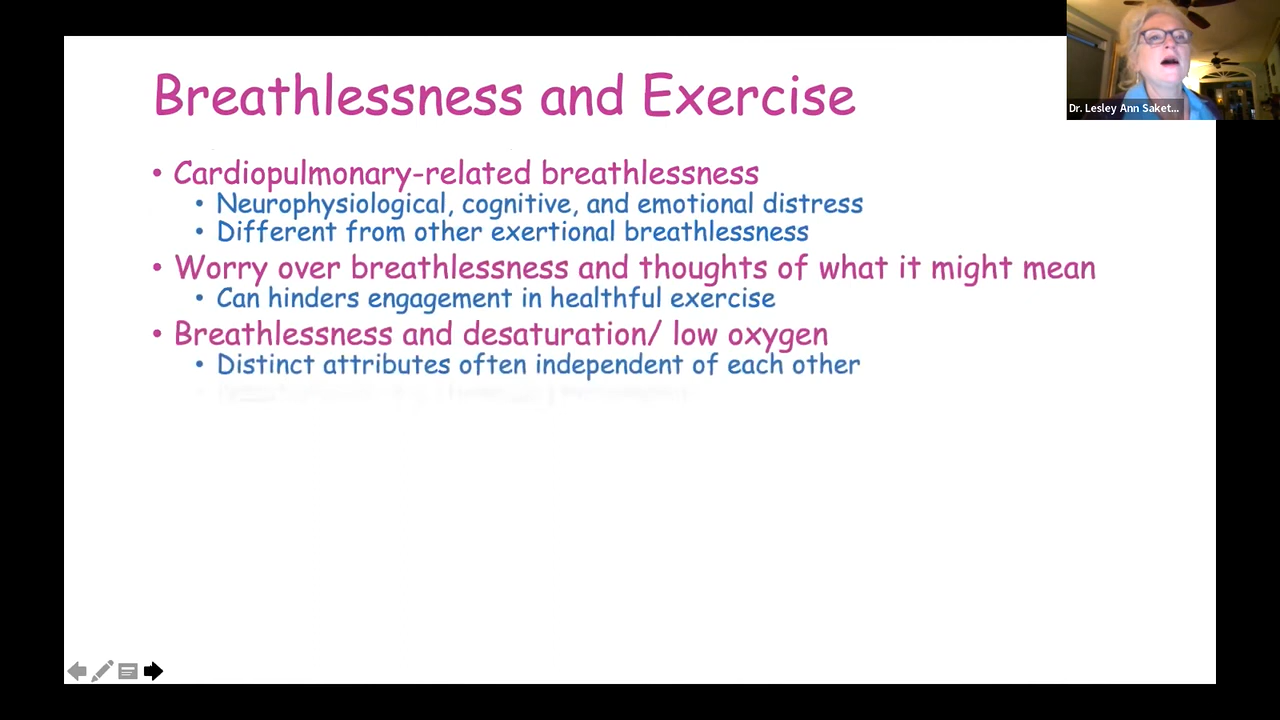 Breathlessness and Exercise
• Cardiopulmonary-related breathlessness
• Neurophysiological, cognitive, and emotional distress
• Different from other exertional breathlessness
• Worry over breathlessness and thoughts of what it might mean
• Can hinders engagement in healthful exercise
• Breathlessness and desaturation/ low oxygen
• Distinct attributes often independent of each other
Dr. Lesley Ann Saket...